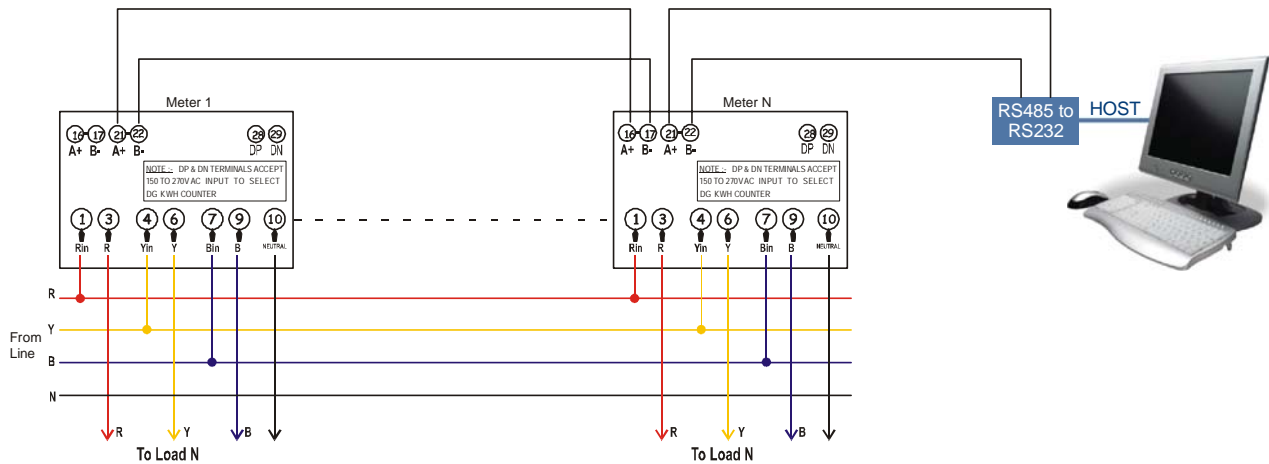 Meter 1
16 17 21 22 28 29
A+ B- A+ B- DP DN
NOTE :- DP & DN TERMINALS ACCEPT
150 TO 270VAC INPUT TO SELECT
DG KWH COUNTER
1 3 4 6 7 9 10
Rin R Yin Y Bin B NEUTRAL
Meter N
16 17 21 22 28 29
A+ B- A+ B- DP DN
NOTE :- DP & DN TERMINALS ACCEPT
150 TO 270VAC INPUT TO SELECT
DG KWH COUNTER
1 3 4 6 7 9 10
Rin R Yin Y Bin B NEUTRAL
RS485 to
RS232
HOST
R
Y
From
Line
B
N
R Y B
To Load N
R Y B
To Load N